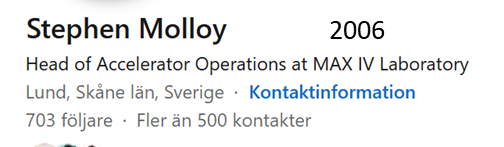 Stephen Molloy 2006
Head of Accelerator Operations at MAX IV Laboratory
Lund, Skåne län, Sverige · Kontaktinformation
703 följare · Fler än 500 kontakter